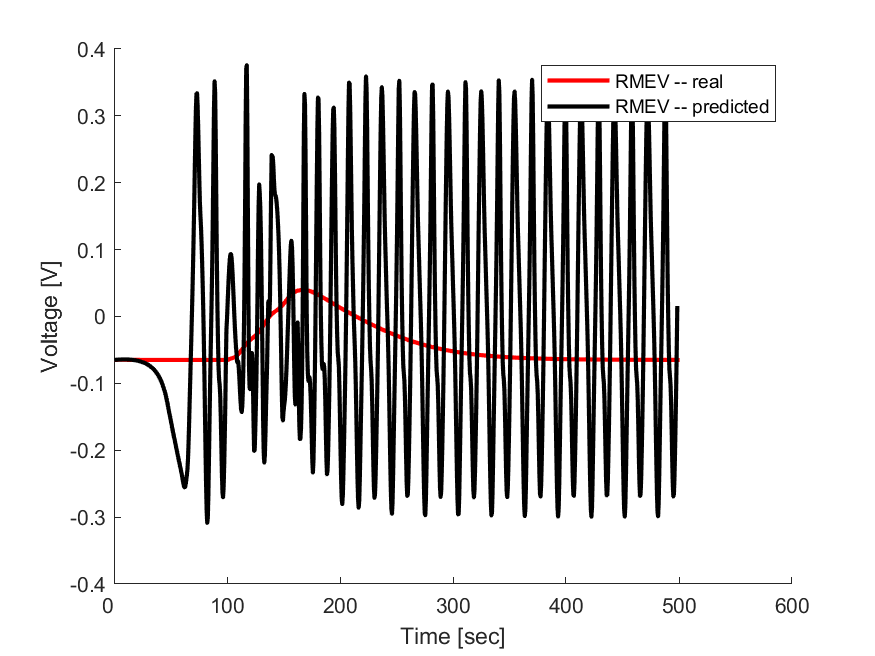 0.4
0.3
0.2
0.1
0
-0.1
-0.2
-0.3
-0.4
Voltage [V]
RMEV -- real
RMEV -- predicted
0 100 200 300 400 500 600
Time [sec]